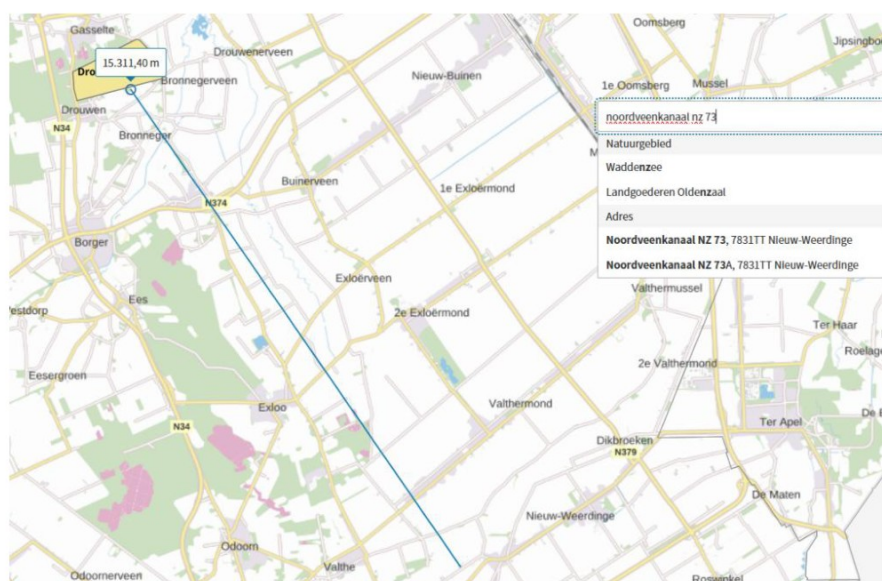 Gasselte
Drouwenerveen
Oomsberg
Jipsingbo
15.311,40 m
Dro
Bronnegerveen
Nieuw-Buinen
1e Oomsberg
Mussel
Drouwen
N34
Bronneger
noordveenkanaal nz 73
Natuurgebied
M
Waddenzee
Buinerveen
1e Exloërmond
Landgoederen Oldenzaal
N374
Adres
Borger
Noordveenkanaal NZ 73, 7831TT Nieuw-Weerdinge
Noordveenkanaal NZ 73A, 7831TT Nieuw-Weerdinge
Exloërveen
Valthermussel
Ees
estdorp
2e Exloërmond
Ter Haar
Roelage
2e Valthermond
Eesergroen
Exloo
Valthermond
De E
Ter Apel
N34
Dikbroeken
N379
De Maten
Nieuw-Weerdinge
Odoorn
Valthe
Odoornerveen
Roswinkel